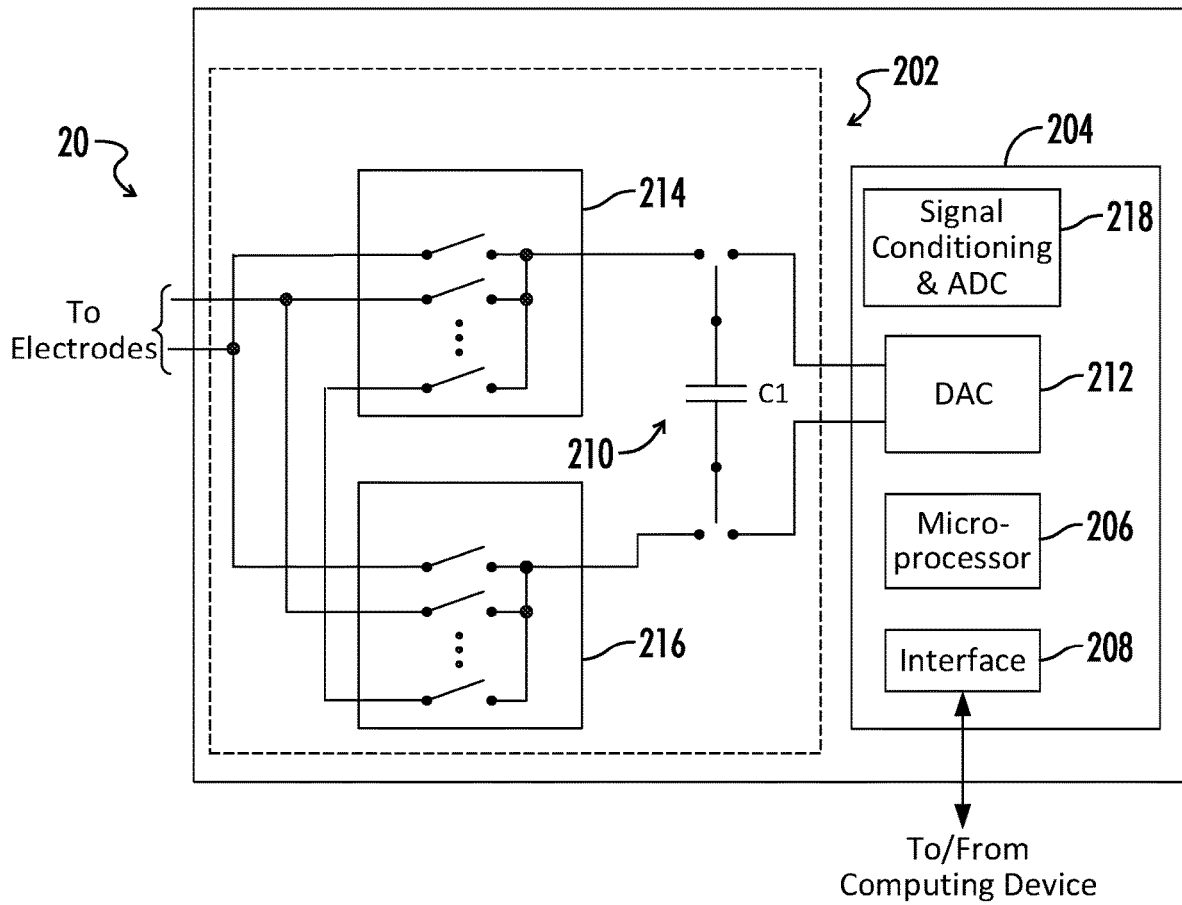 202
20
204
214
Signal
Conditioning
& ADC
218
To
Electrodes
DAC
212
C1
210
Micro-
processor
206
216
Interface
208
To/From
Computing Device